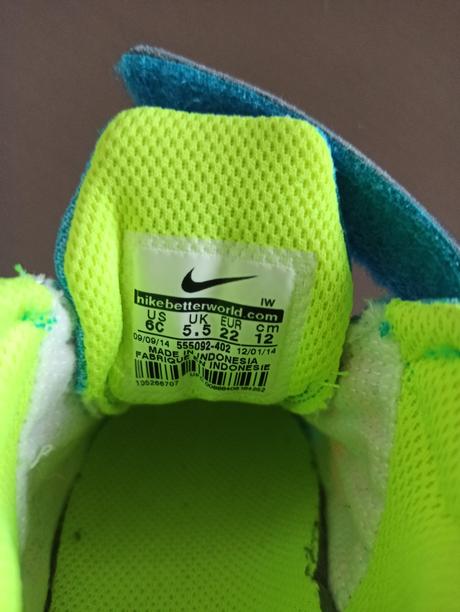 IW
nikebetterworld.com
US UK EUR cm
6C 5.5 22 12
09/09/14 555092-402 12/01/14
MADE IN INDONESIA
FABRIQUE EN INDONESIE